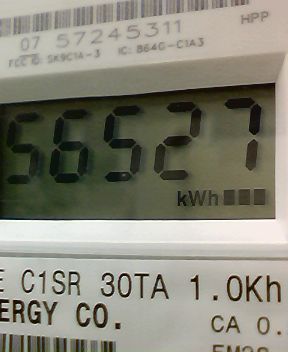 HPP
07 57245311
FCC ID: SK9C1A-3 IC: 864G-C1A3
56527
kWh
E C1SR 30TA 1.0Kh
ERGY CO.
CA 0.